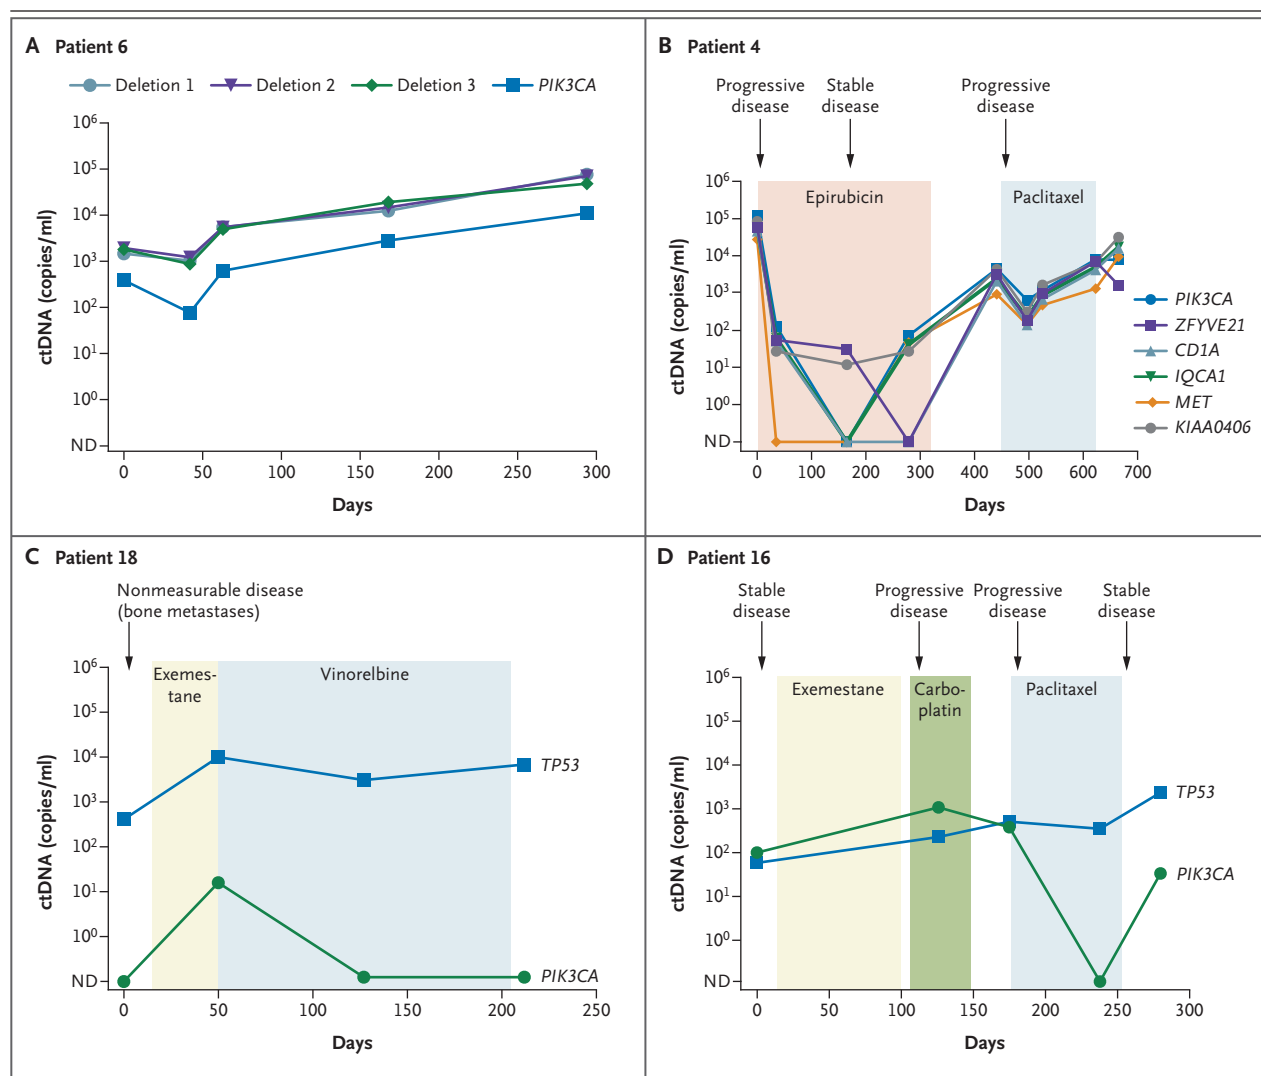 A Patient 6
Deletion 1 Deletion 2 Deletion 3 PIK3CA
10⁶
10⁵
10⁴
10³
10²
10¹
10⁰
ND
ctDNA (copies/ml)
0 50 100 150 200 250 300
Days
B Patient 4
Progressive disease
Stable disease
Progressive disease
10⁶
10⁵
10⁴
10³
10²
10¹
10⁰
ND
ctDNA (copies/ml)
Epirubicin
Paclitaxel
PIK3CA
ZFYVE21
CD1A
IQCA1
MET
KIAA0406
0 100 200 300 400 500 600 700
Days
C Patient 18
Nonmeasurable disease
(bone metastases)
10⁶
10⁵
10⁴
10³
10²
10¹
10⁰
ND
ctDNA (copies/ml)
Exemes-
tane
Vinorelbine
TP53
PIK3CA
0 50 100 150 200 250
Days
D Patient 16
Stable disease
Progressive disease
Progressive disease
Stable disease
10⁶
10⁵
10⁴
10³
10²
10¹
10⁰
ND
ctDNA (copies/ml)
Exemestane
Carbo-
platin
Paclitaxel
TP53
PIK3CA
0 50 100 150 200 250 300
Days